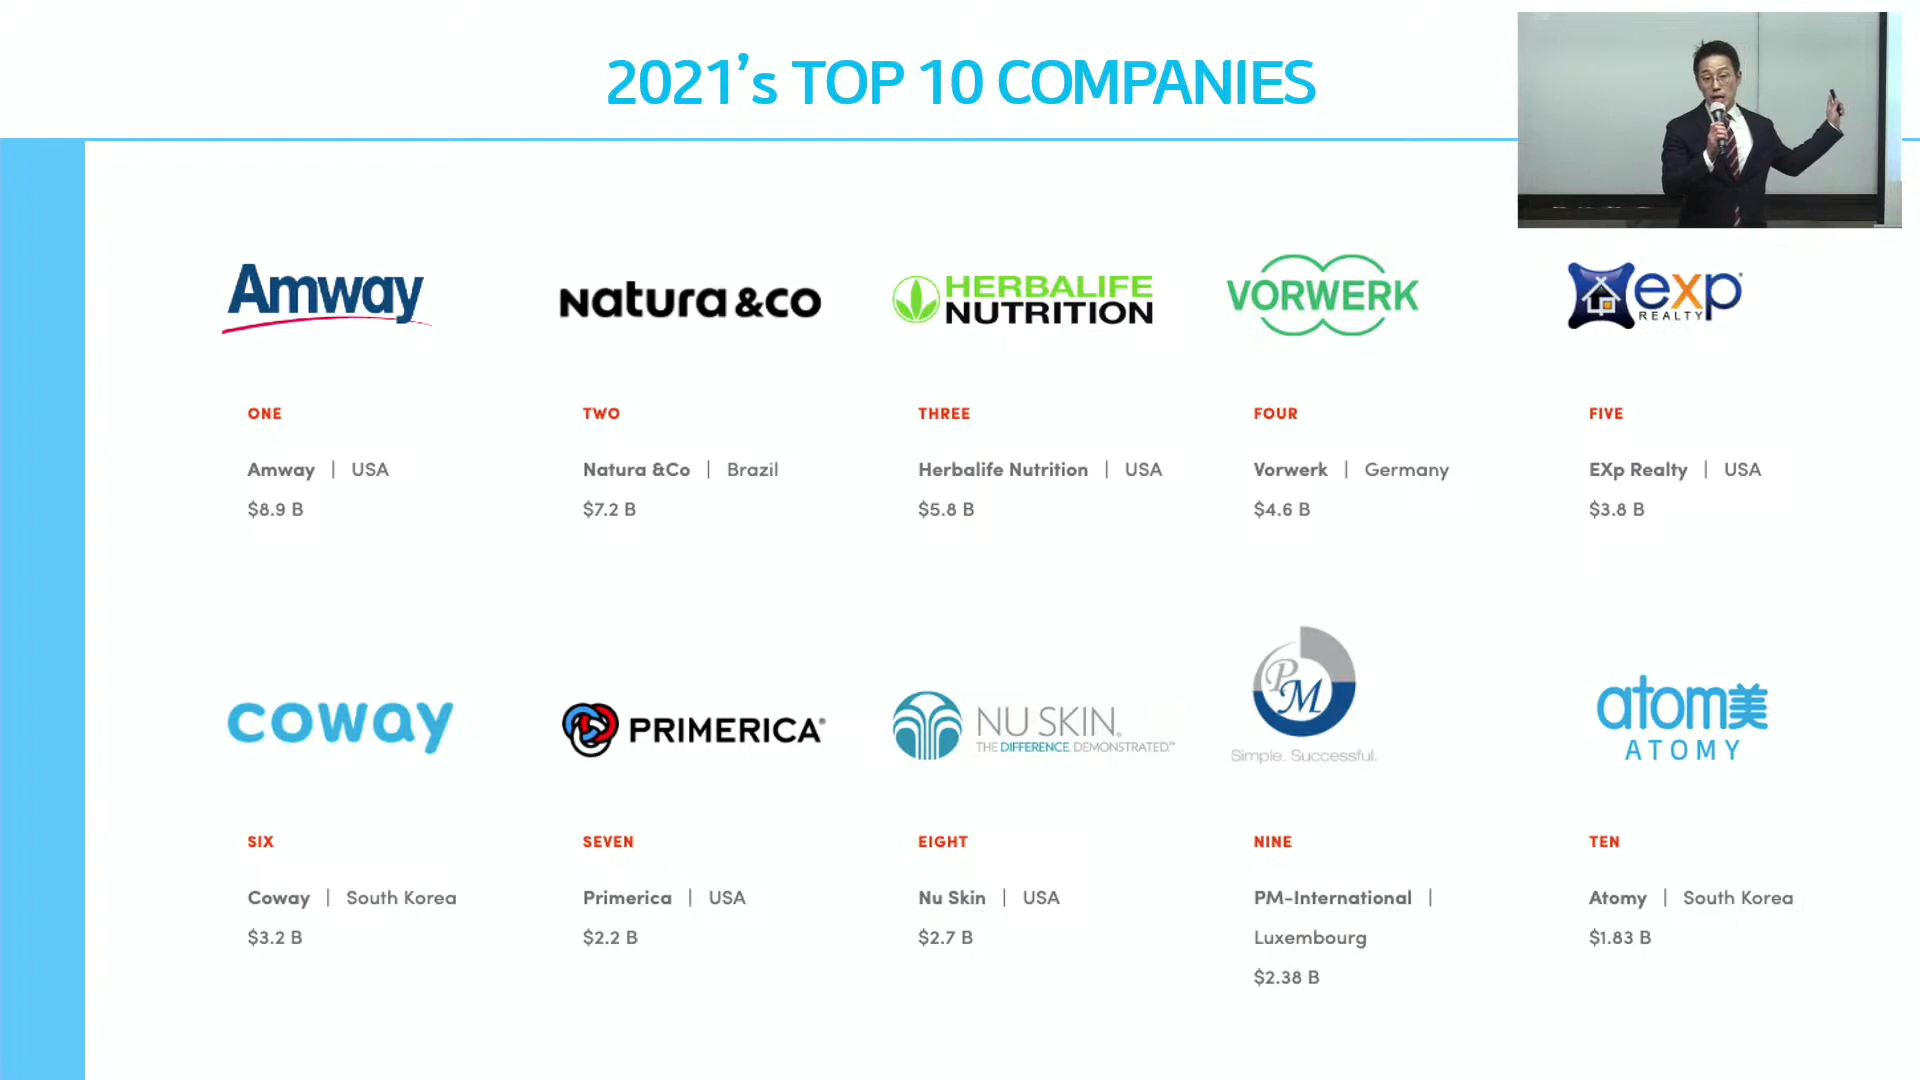 2021's TOP 10 COMPANIES
Amway
Natura &CO
HERBALIFE
NUTRITION
VORWERK
exp
REALTY
ONE
Amway | USA
$8.9 B
TWO
Natura &Co | Brazil
$7.2 B
THREE
Herbalife Nutrition | USA
$5.8 B
FOUR
Vorwerk | Germany
$4.6 B
FIVE
EXp Realty | USA
$3.8 B
coway
PRIMERICA®
NU SKIN®
THE DIFFERENCE. DEMONSTRATED.™
PM
Simple. Successful.
atom美
ATOMY
SIX
Coway | South Korea
$3.2 B
SEVEN
Primerica | USA
$2.2 B
EIGHT
Nu Skin | USA
$2.7 B
NINE
PM-International |
Luxembourg
$2.38 B
TEN
Atomy | South Korea
$1.83 B